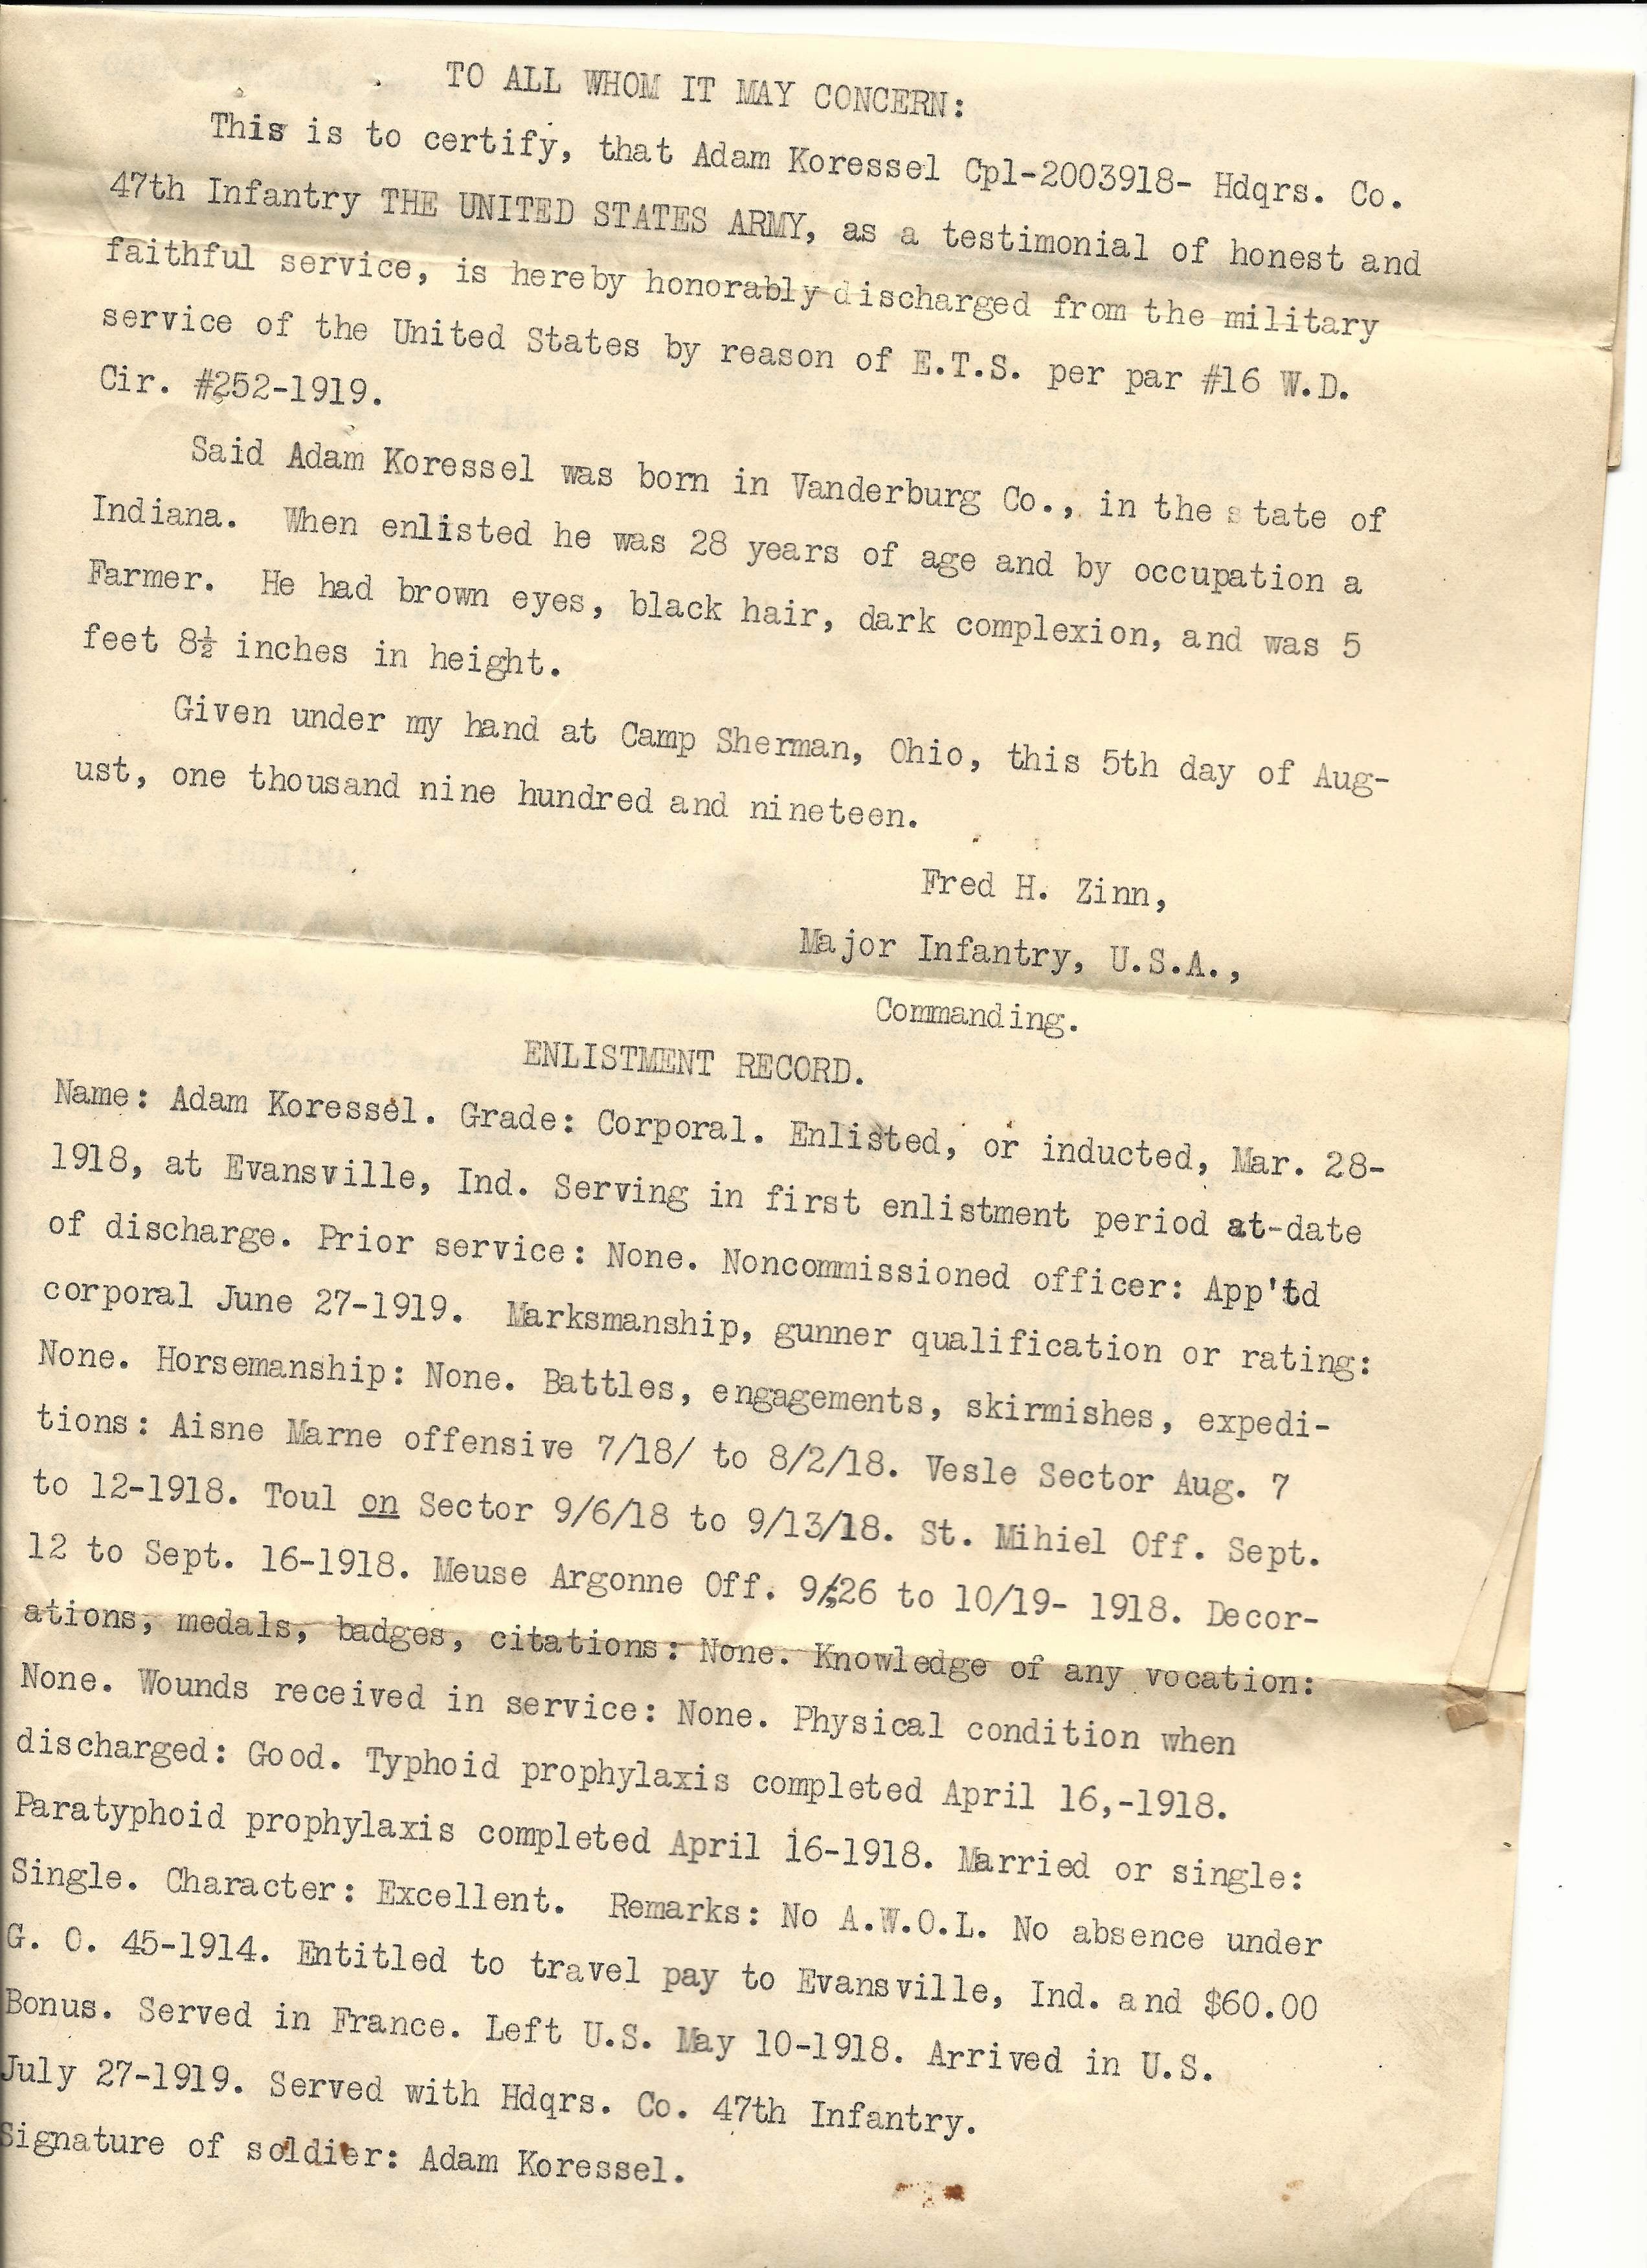 TO ALL WHOM IT MAY CONCERN:
This is to certify, that Adam Koressel Cpl-2003918- Hdqrs. Co.
47th Infantry THE UNITED STATES ARMY, as a testimonial of honest and
faithful service, is hereby honorably discharged from the military
service of the United States by reason of E.T.S. per par #16 W.D.
Cir. #252-1919.
Said Adam Koressel was born in Vanderburg Co., in the state of
Indiana. When enlisted he was 28 years of age and by occupation a
Farmer. He had brown eyes, black hair, dark complexion, and was 5
feet 8½ inches in height.
Given under my hand at Camp Sherman, Ohio, this 5th day of Aug-
ust, one thousand nine hundred and nineteen.
Fred H. Zinn,
Major Infantry, U.S.A.,
Commanding.
ENLISTMENT RECORD.
Name: Adam Koressel. Grade: Corporal. Enlisted, or inducted, Mar. 28-
1918, at Evansville, Ind. Serving in first enlistment period at-date
of discharge. Prior service: None. Noncommissioned officer: App'td
corporal June 27-1919. Marksmanship, gunner qualification or rating:
None. Horsemanship: None. Battles, engagements, skirmishes, expedi-
tions: Aisne Marne offensive 7/18/ to 8/2/18. Vesle Sector Aug. 7
to 12-1918. Toul on Sector 9/6/18 to 9/13/18. St. Mihiel Off. Sept.
12 to Sept. 16-1918. Meuse Argonne Off. 9/26 to 10/19- 1918. Decor-
ations, medals, badges, citations: None. Knowledge of any vocation:
None. Wounds received in service: None. Physical condition when
discharged: Good. Typhoid prophylaxis completed April 16,-1918.
Paratyphoid prophylaxis completed April 16-1918. Married or single:
Single. Character: Excellent. Remarks: No A.W.O.L. No absence under
G. O. 45-1914. Entitled to travel pay to Evansville, Ind. and $60.00
Bonus. Served in France. Left U.S. May 10-1918. Arrived in U.S.
July 27-1919. Served with Hdqrs. Co. 47th Infantry.
Signature of soldier: Adam Koressel.